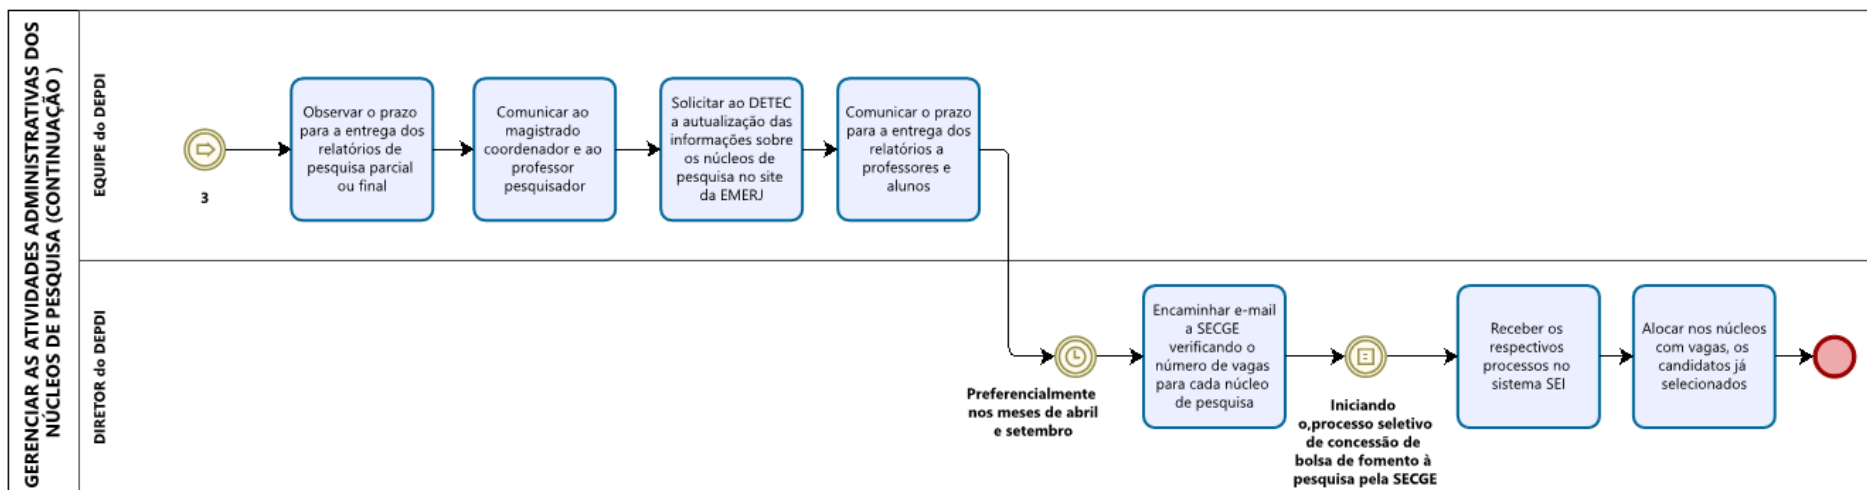 GERENCIAR AS ATIVIDADES ADMINISTRATIVAS DOS
NÚCLEOS DE PESQUISA (CONTINUAÇÃO )
EQUIPE do DEPDI
3
Observar o prazo
para a entrega dos
relatórios de
pesquisa parcial
ou final
Comunicar ao
magistrado
coordenador e ao
professor
pesquisador
Solicitar ao DETEC
a autualização das
informações sobre
os núcleos de
pesquisa no site
da EMERJ
Comunicar o prazo
para a entrega dos
relatórios a
professores e
alunos
DIRETOR do DEPDI
Preferencialmente
nos meses de abril
e setembro
Encaminhar e-mail
a SECGE
verificando o
número de vagas
para cada núcleo
de pesquisa
Iniciando
o,processo seletivo
de concessão de
bolsa de fomento à
pesquisa pela SECGE
Receber os
respectivos
processos no
sistema SEI
Alocar nos núcleos
com vagas, os
candidatos já
selecionados